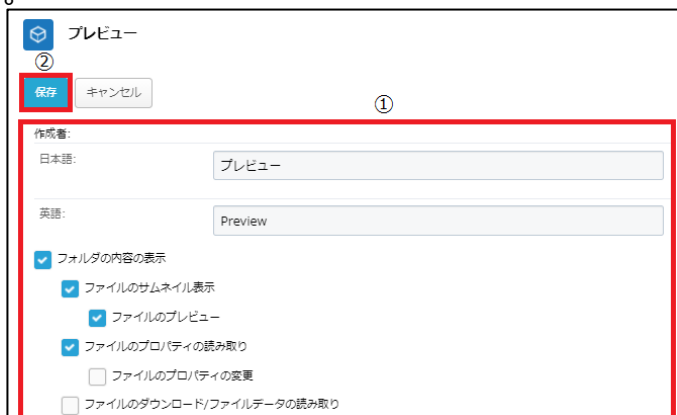 プレビュー
②
保存 キャンセル
①
作成者:
日本語: プレビュー
英語: Preview
フォルダの内容の表示
ファイルのサムネイル表示
ファイルのプレビュー
ファイルのプロパティの読み取り
ファイルのプロパティの変更
ファイルのダウンロード/ファイルデータの読み取り